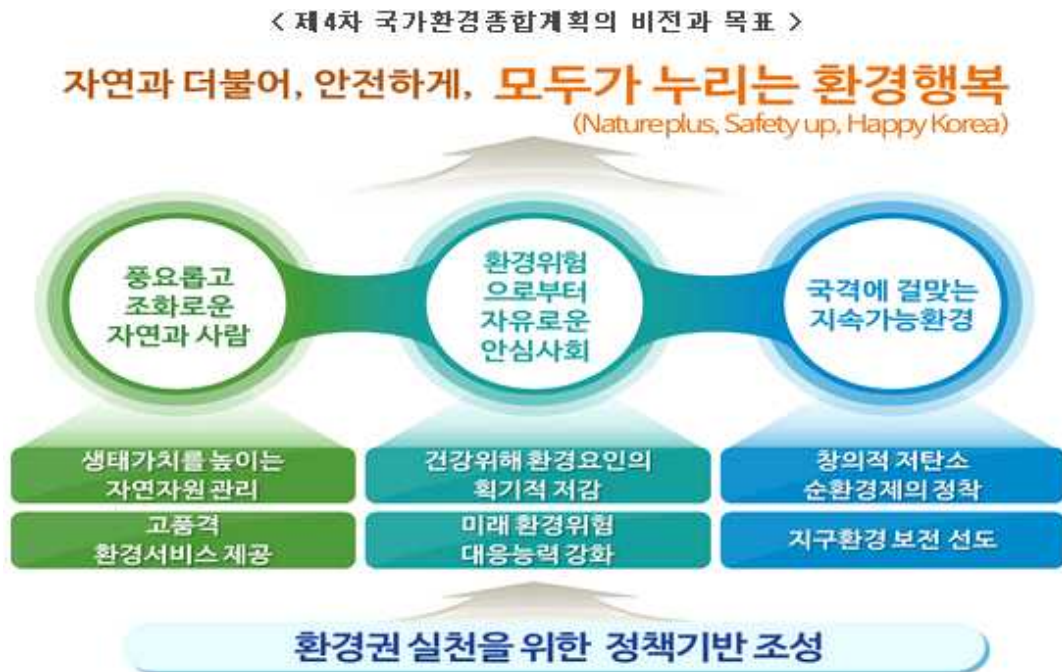 < 제4차 국가환경종합계획의 비전과 목표 >
자연과 더불어, 안전하게, 모두가 누리는 환경행복
(Nature plus, Safety up, Happy Korea)
풍요롭고
조화로운
자연과 사람
환경위험
으로부터
자유로운
안심사회
국격에 걸맞는
지속가능환경
생태가치를 높이는
자연자원 관리
건강위해 환경요인의
획기적 저감
창의적 저탄소
순환경제의 정착
고품격
환경서비스 제공
미래 환경위험
대응능력 강화
지구환경 보전 선도
환경권 실천을 위한 정책기반 조성